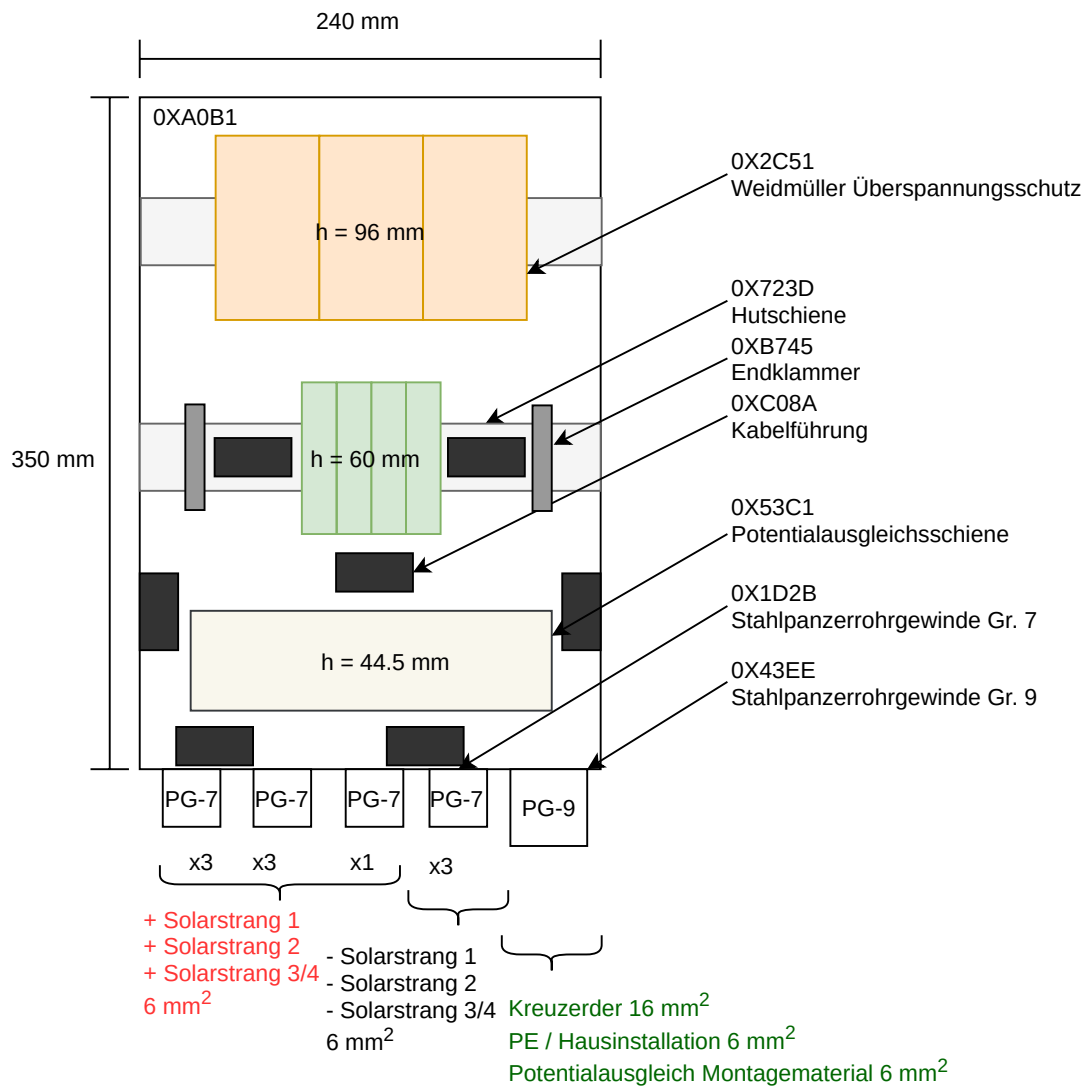 240 mm
0XA0B1
0X2C51
Weidmüller Überspannungsschutz
h = 96 mm
0X723D
Hutschiene
0XB745
Endklammer
0XC08A
Kabelführung
350 mm
h = 60 mm
0X53C1
Potentialausgleichsschiene
0X1D2B
Stahlpanzerrohrgewinde Gr. 7
h = 44.5 mm
0X43EE
Stahlpanzerrohrgewinde Gr. 9
PG-7 PG-7 PG-7 PG-7 PG-9
x3 x3 x1 x3
+ Solarstrang 1
+ Solarstrang 2
+ Solarstrang 3/4
6 mm²
- Solarstrang 1
- Solarstrang 2
- Solarstrang 3/4
6 mm²
Kreuzerder 16 mm²
PE / Hausinstallation 6 mm²
Potentialausgleich Montagematerial 6 mm²